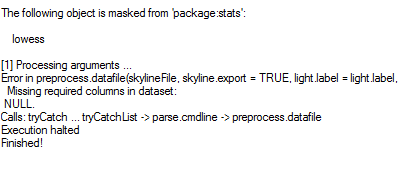 The following object is masked from 'package:stats':
lowess
[1] Processing arguments ...
Error in preprocess.datafile(skylineFile, skyline.export = TRUE, light.label = light.label,
Missing required columns in dataset:
NULL.
Calls: tryCatch ... tryCatchList -> parse.cmdline -> preprocess.datafile
Execution halted
Finished!